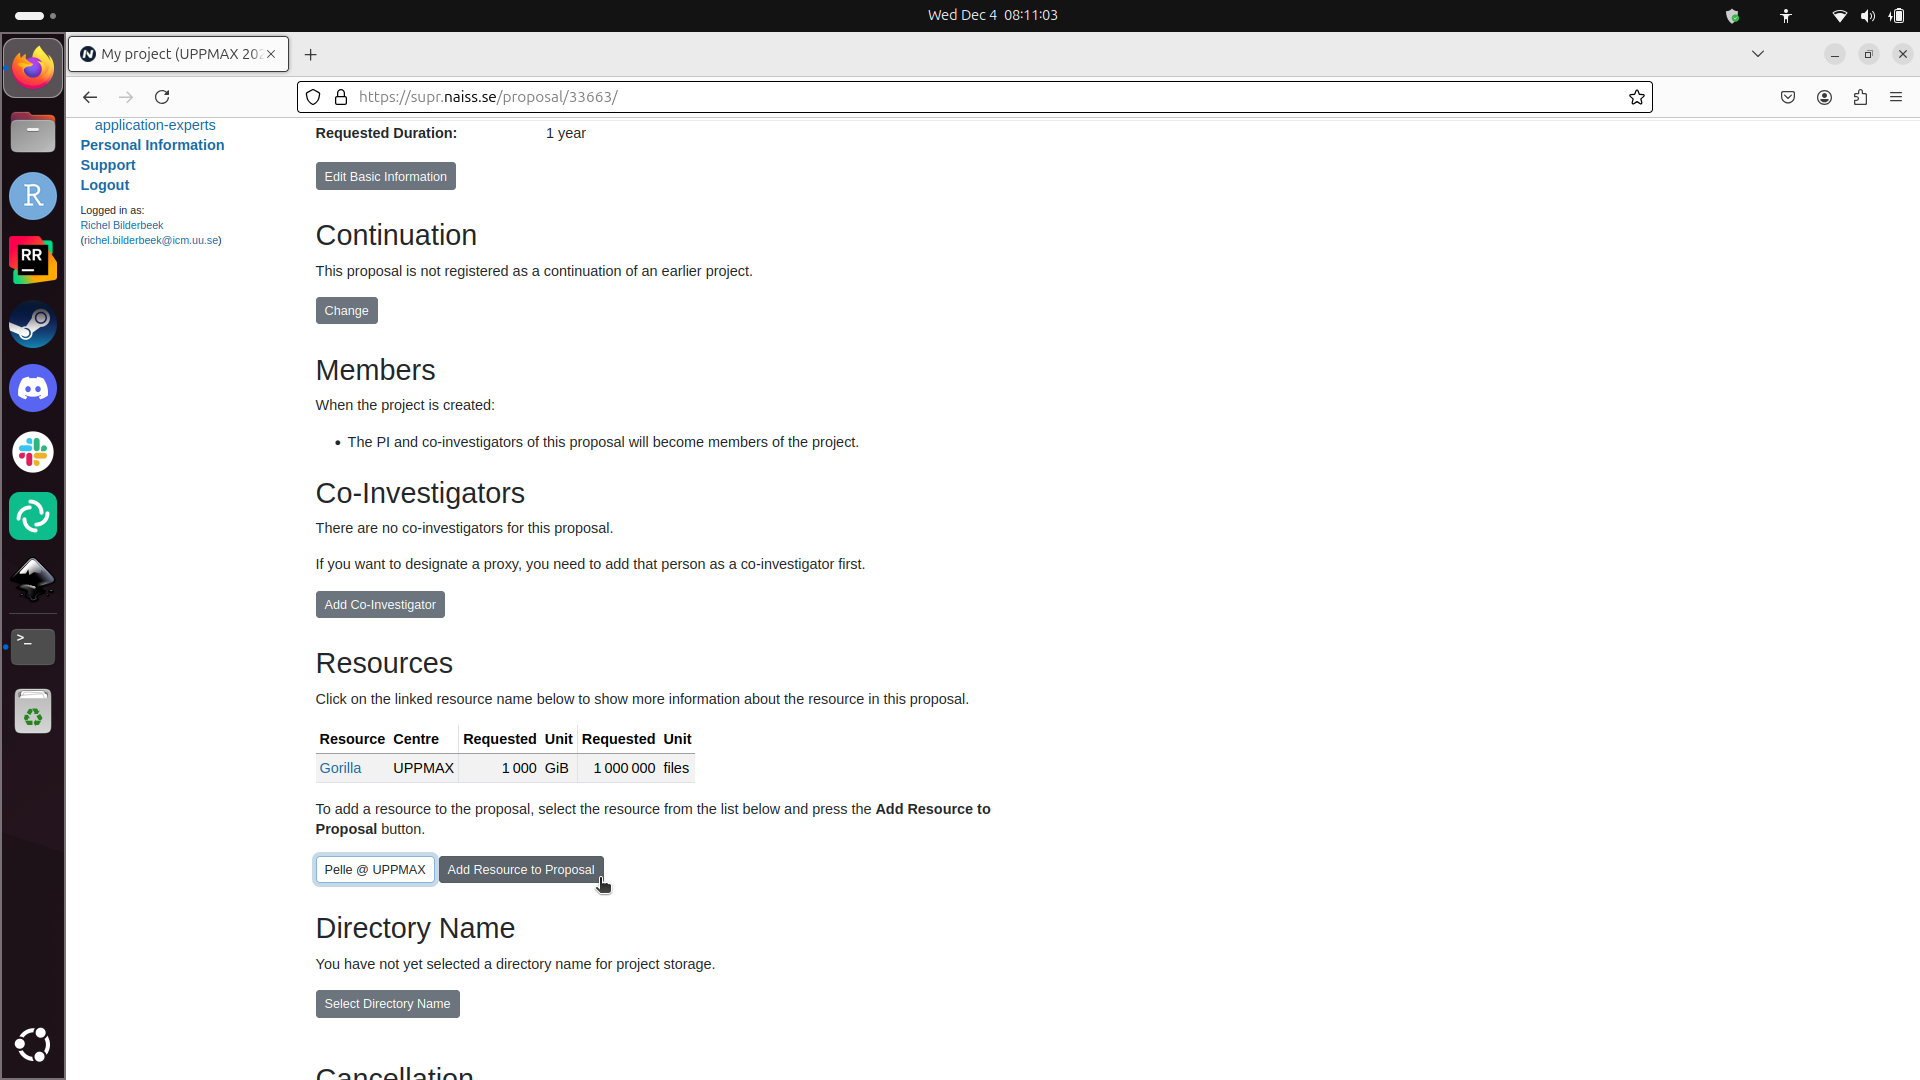 Wed Dec 4 08:11:03
My project (UPPMAX 202
https://supr.naiss.se/proposal/33663/
application-experts
Personal Information
Support
Logout
Logged in as:
Richel Bilderbeek
(richel.bilderbeek@icm.uu.se)
Requested Duration: 1 year
Edit Basic Information
Continuation
This proposal is not registered as a continuation of an earlier project.
Change
Members
When the project is created:
• The PI and co-investigators of this proposal will become members of the project.
Co-Investigators
There are no co-investigators for this proposal.
If you want to designate a proxy, you need to add that person as a co-investigator first.
Add Co-Investigator
Resources
Click on the linked resource name below to show more information about the resource in this proposal.
Resource Centre Requested Unit Requested Unit
Gorilla UPPMAX 1 000 GiB 1 000 000 files
To add a resource to the proposal, select the resource from the list below and press the Add Resource to
Proposal button.
Pelle @ UPPMAX Add Resource to Proposal
Directory Name
You have not yet selected a directory name for project storage.
Select Directory Name
Cancellation
R
RR
>_